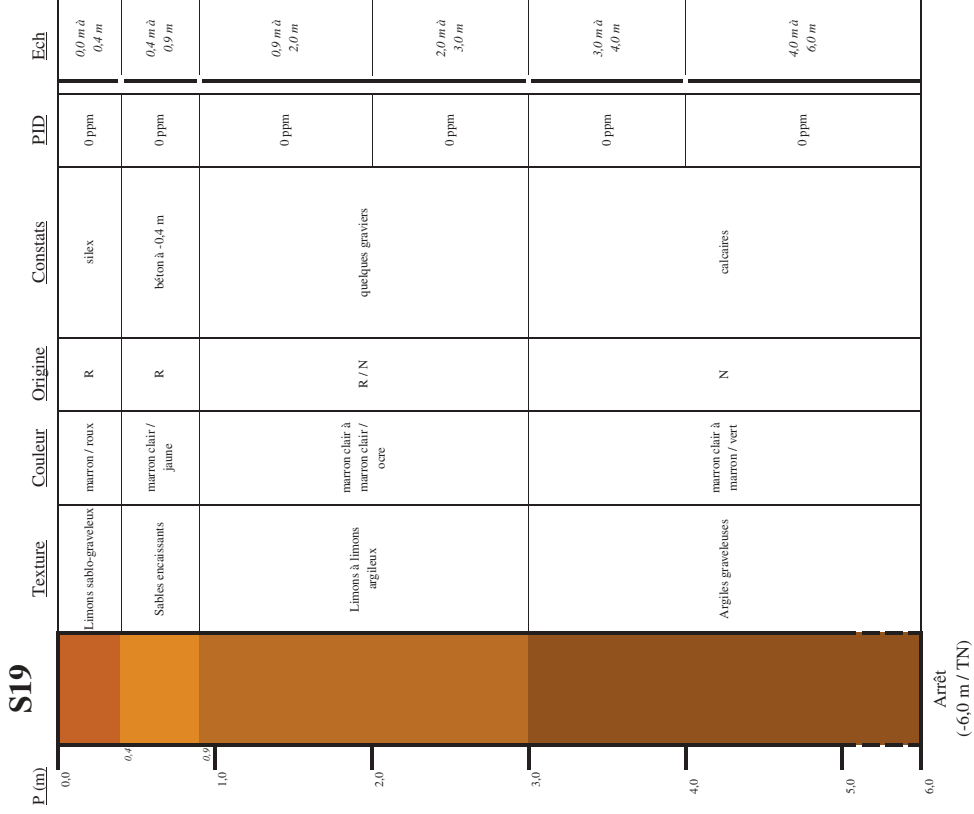 S19
P (m)
Texture
Couleur
Origine
Constats
PID
Ech
0,0
0,4
0,9
1,0
2,0
3,0
4,0
5,0
6,0
Limons sablo-graveleux
marron / roux
R
silex
0 ppm
0,0 m à
0,4 m
Sables encaissants
marron clair /
jaune
R
béton à -0,4 m
0 ppm
0,4 m à
0,9 m
Limons à limons
argileux
marron clair à
marron clair /
ocre
R / N
quelques graviers
0 ppm
0,9 m à
2,0 m
0 ppm
2,0 m à
3,0 m
Argiles graveleuses
marron clair à
marron / vert
N
calcaires
0 ppm
3,0 m à
4,0 m
0 ppm
4,0 m à
6,0 m
Arrêt
(-6,0 m / TN)